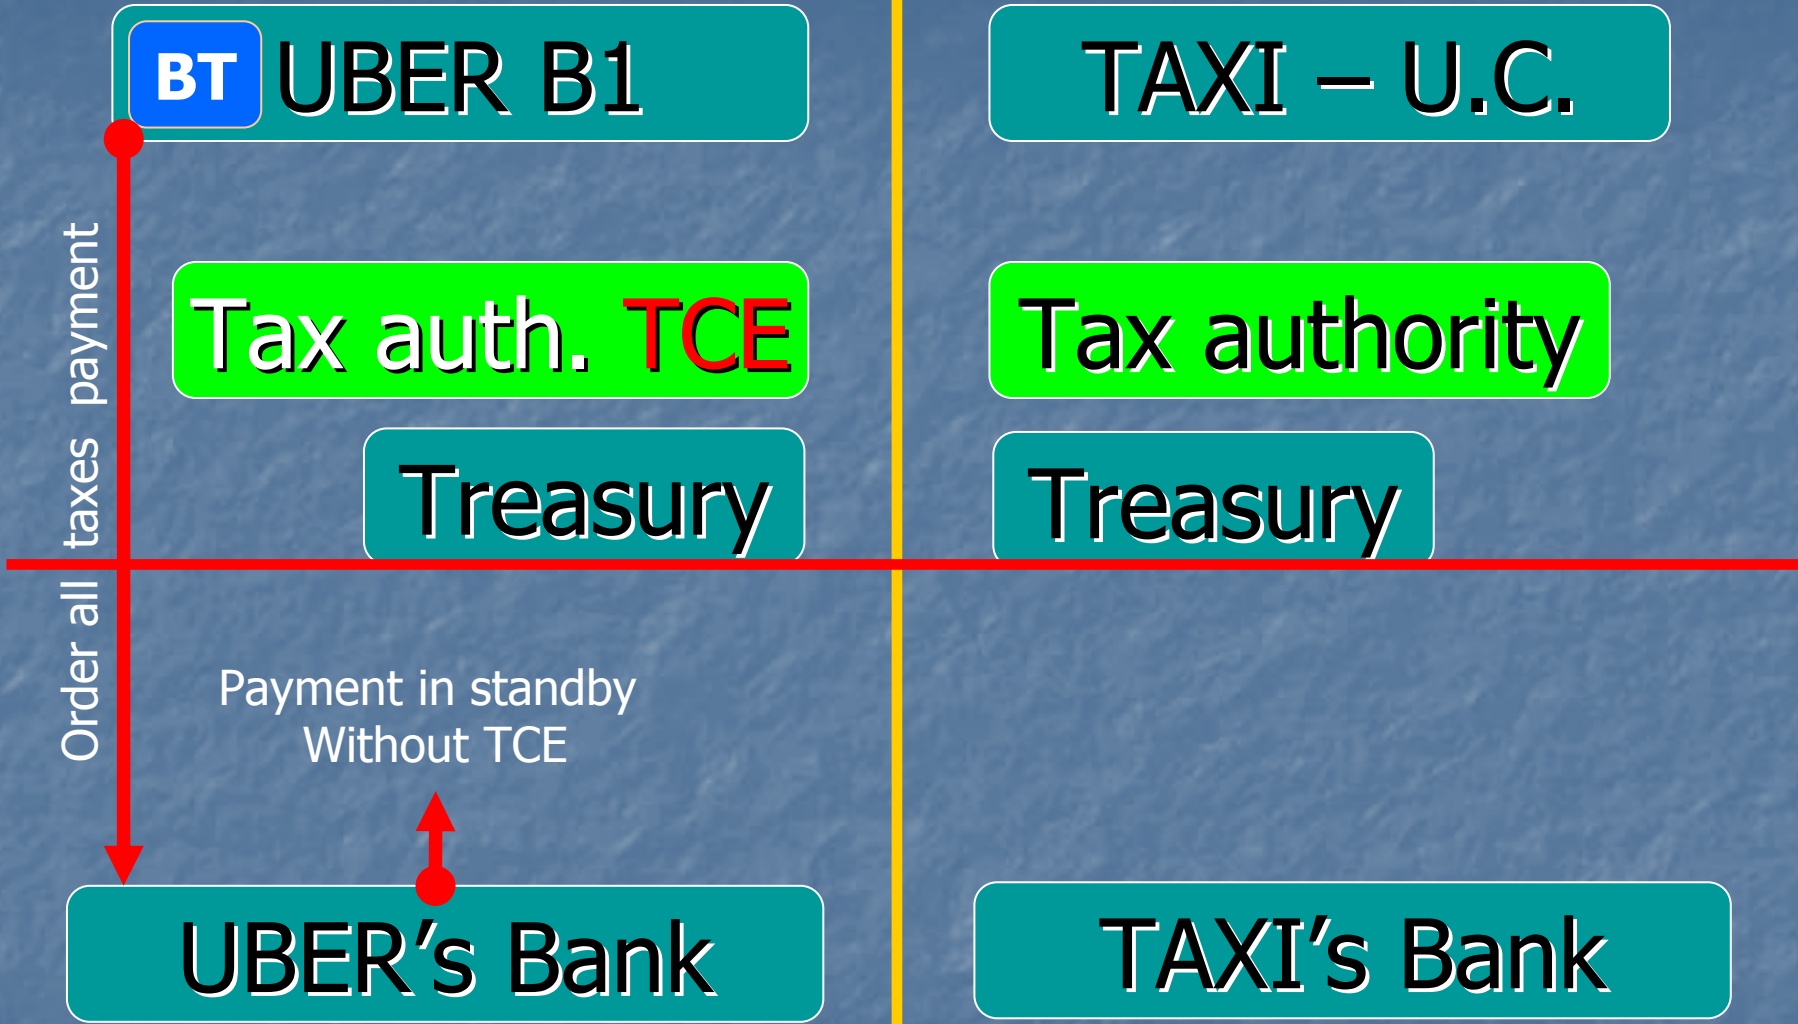 BT UBER B1
TAXI – U.C.
Tax auth. TCE
Tax authority
Treasury
Treasury
Order all taxes payment
Payment in standby
Without TCE
UBER’s Bank
TAXI’s Bank